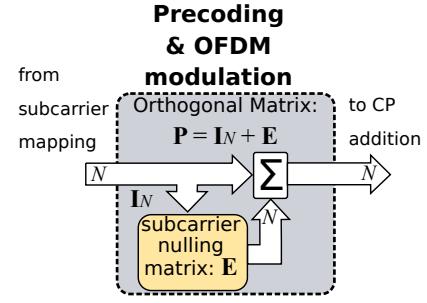 Precoding
& OFDM
modulation
from
subcarrier
mapping
Orthogonal Matrix:
P = IN + E
to CP
addition
N
Σ
N
IN
N
subcarrier
nulling
matrix: E